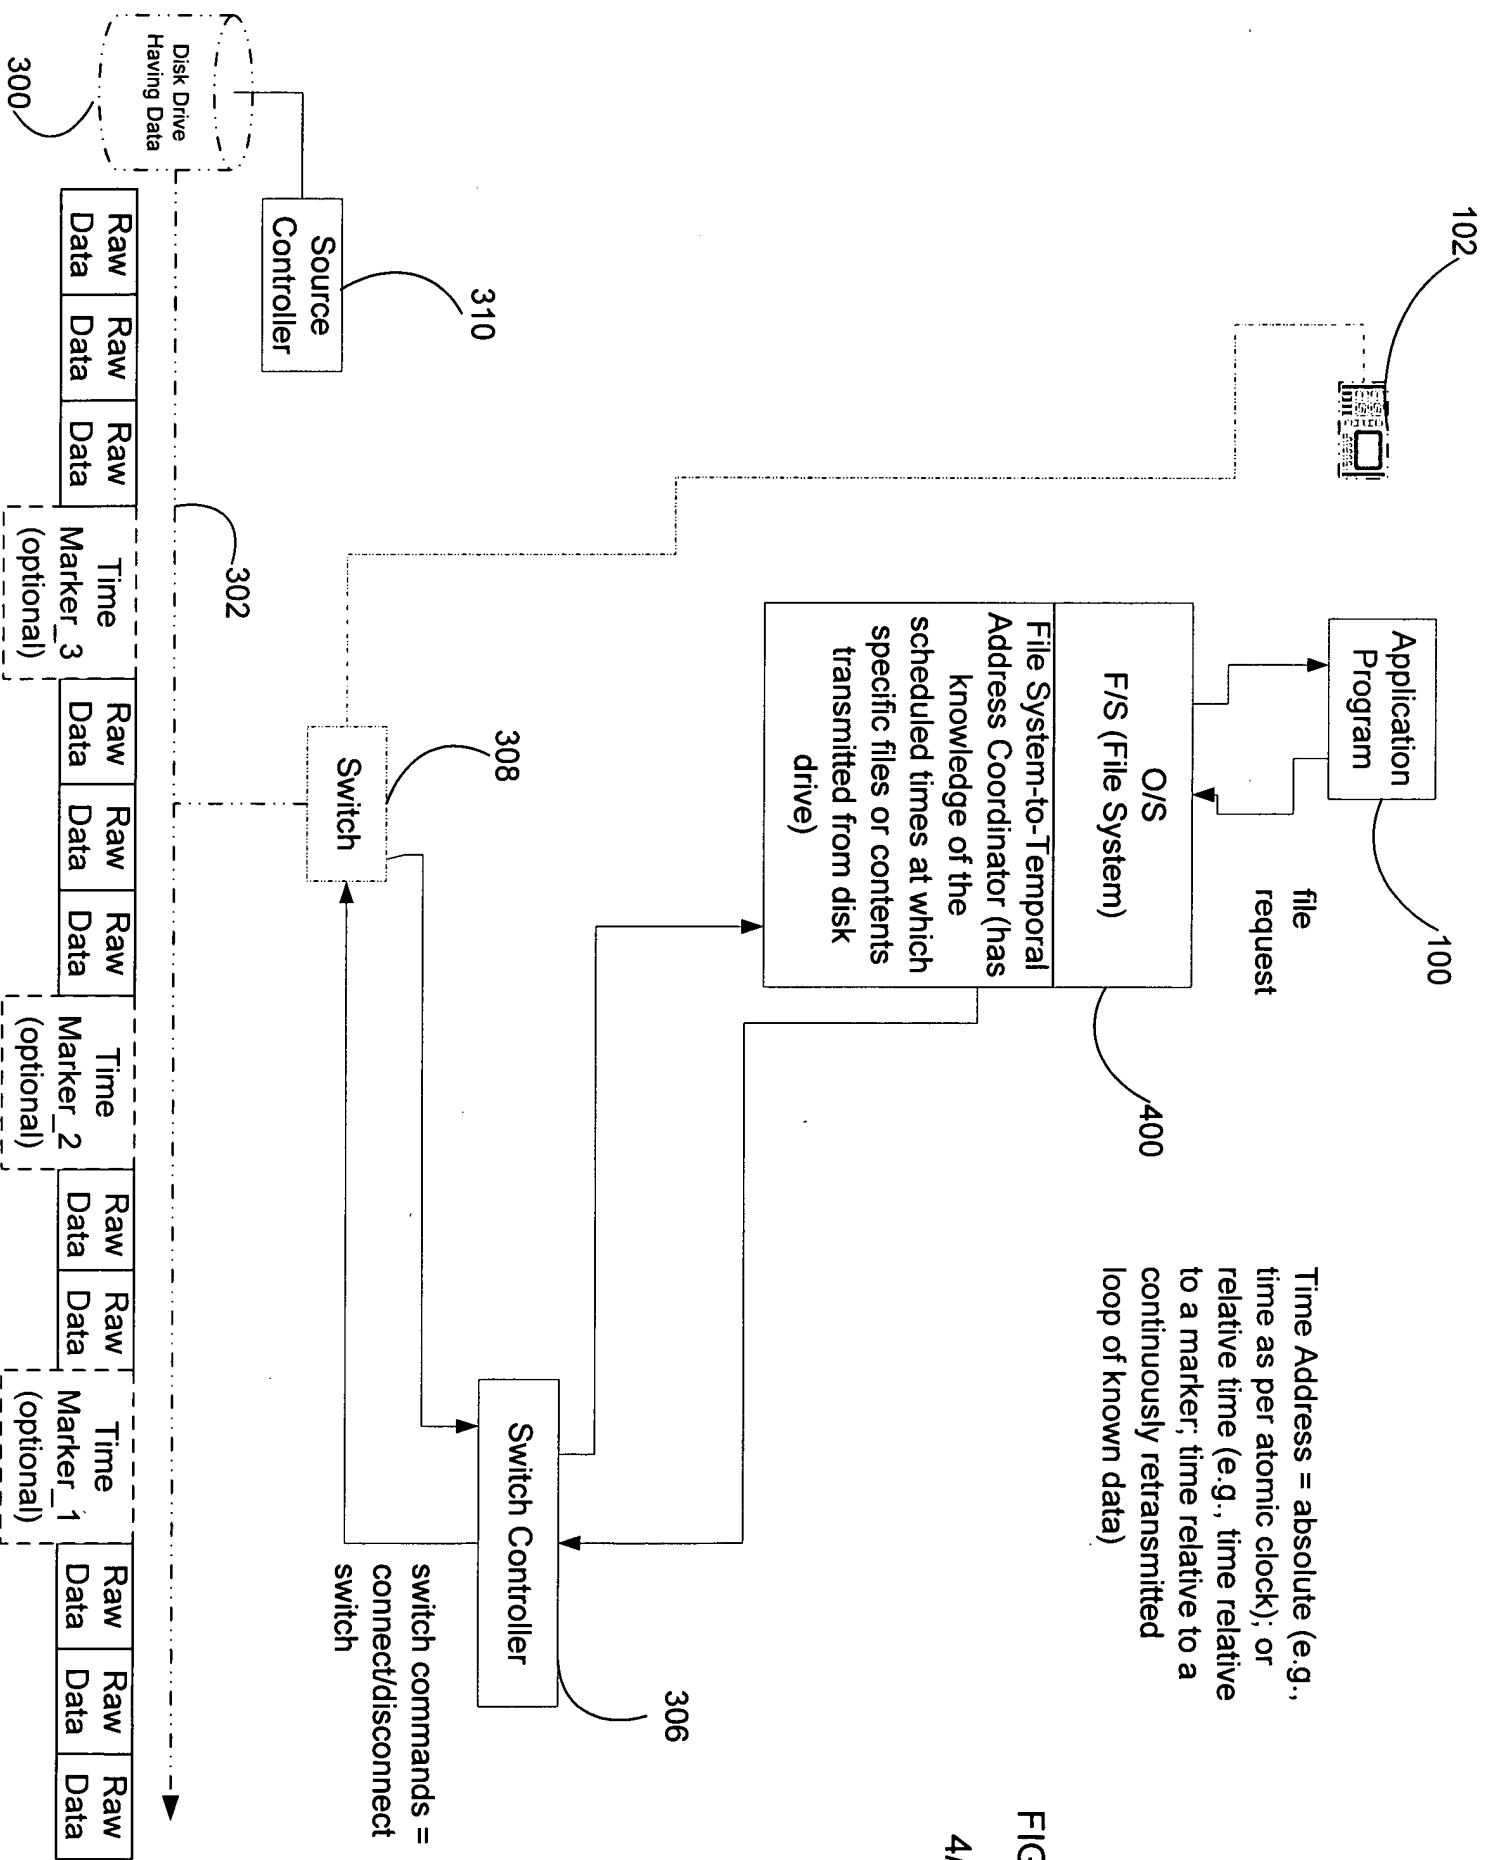 102
Application
Program
100
file
request
Time Address = absolute (e.g.,
time as per atomic clock); or
relative time (e.g., time relative
to a marker; time relative to a
continuously retransmitted
loop of known data)
O/S
F/S (File System)
File System-to-Temporal
Address Coordinator (has
knowledge of the
scheduled times at which
specific files or contents
transmitted from disk
drive)
400
FIG
4/
310
Source
Controller
308
Switch
306
Switch Controller
switch commands =
connect/disconnect
switch
Disk Drive
Having Data
300
302
Raw
Data
Raw
Data
Raw
Data
Time
Marker_3
(optional)
Raw
Data
Raw
Data
Raw
Data
Time
Marker_2
(optional)
Raw
Data
Raw
Data
Time
Marker_1
(optional)
Raw
Data
Raw
Data
Raw
Data